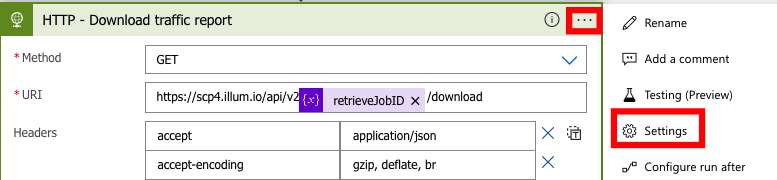 HTTP - Download traffic report
Rename
* Method
GET
Add a comment
* URI
https://scp4.illum.io/api/v2 {x} retrieveJobID × /download
Testing (Preview)
Headers
accept
application/json
Settings
accept-encoding
gzip, deflate, br
Configure run after